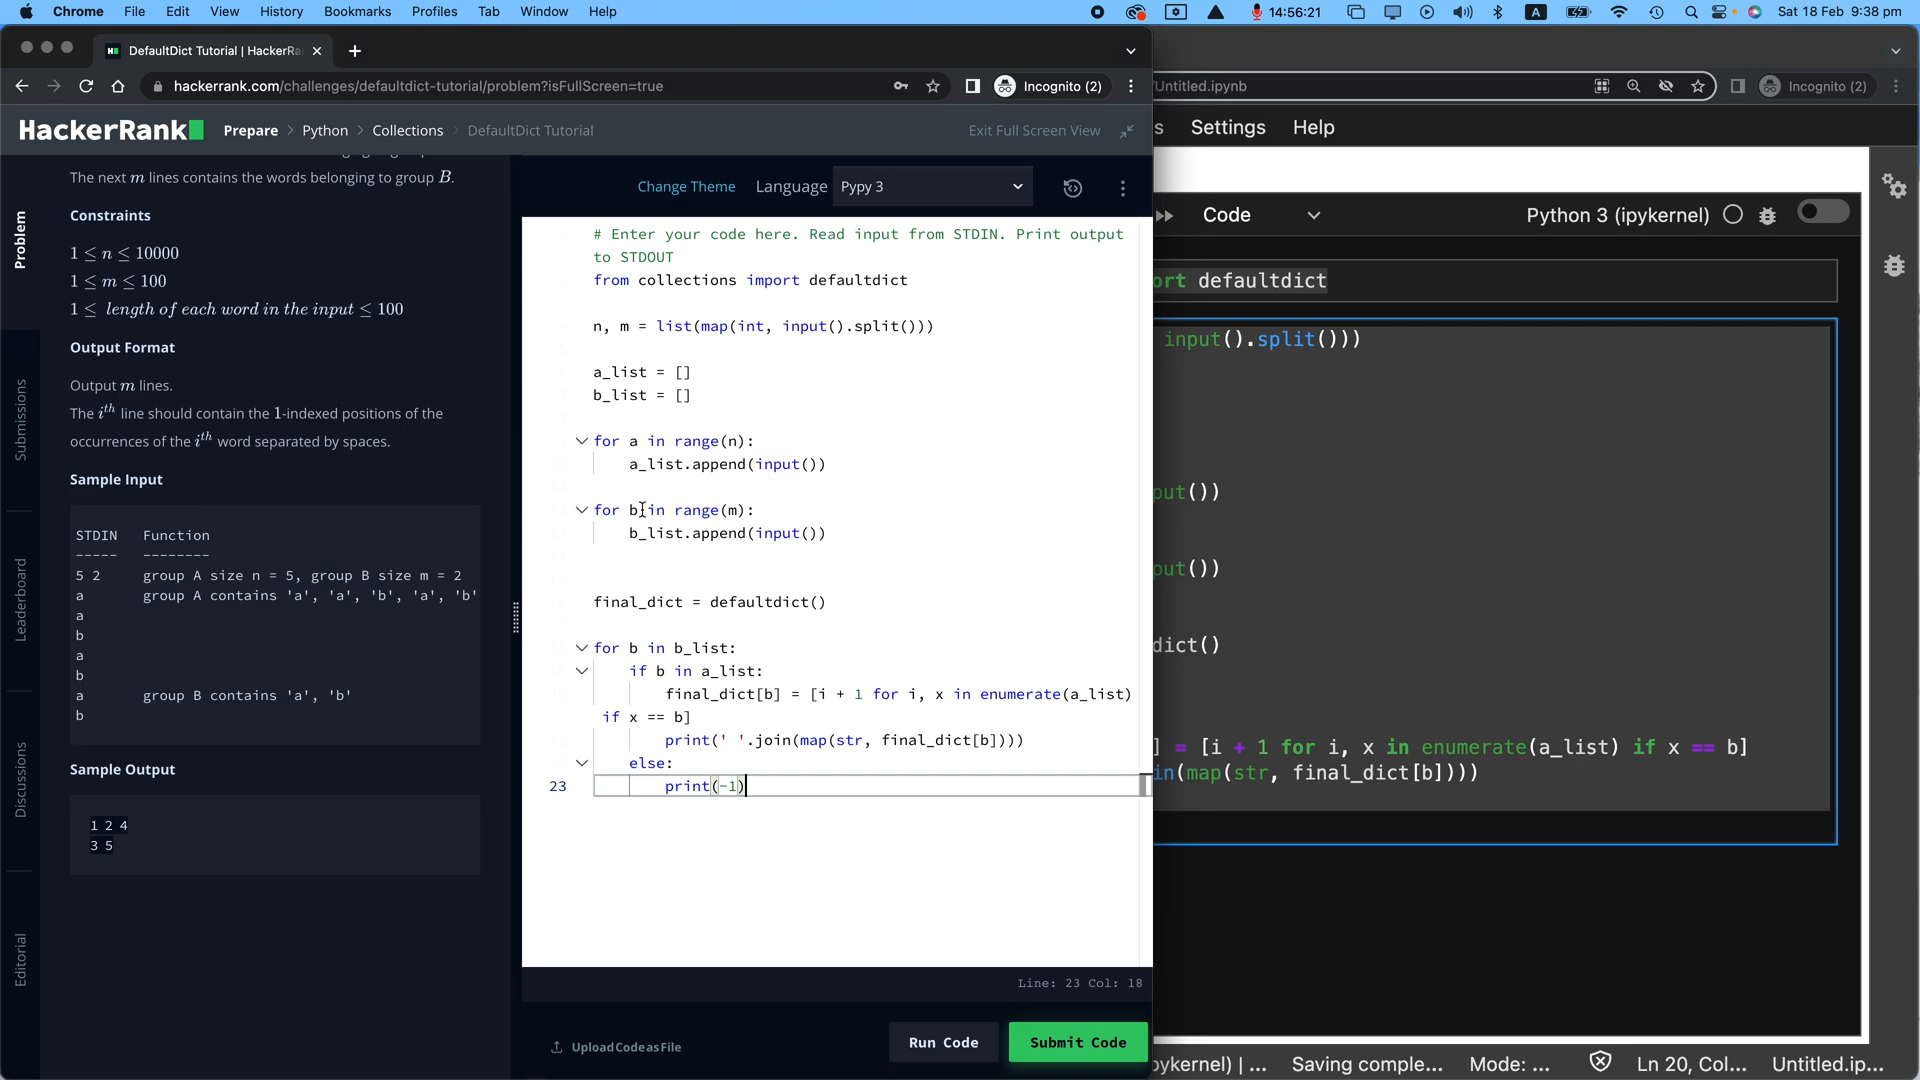 Chrome File Edit View History Bookmarks Profiles Tab Window Help 14:56:21 A Sat 18 Feb 9:38 pm
DefaultDict Tutorial | HackerRa
hackerrank.com/challenges/defaultdict-tutorial/problem?isFullScreen=true Incognito (2)
HackerRank Prepare > Python > Collections > DefaultDict Tutorial Exit Full Screen View
The next m lines contains the words belonging to group B.
Constraints
1 ≤ n ≤ 10000
1 ≤ m ≤ 100
1 ≤ length of each word in the input ≤ 100
Output Format
Output m lines.
The iᵗʰ line should contain the 1-indexed positions of the
occurrences of the iᵗʰ word separated by spaces.
Sample Input
STDIN Function
----- --------
5 2 group A size n = 5, group B size m = 2
a group A contains 'a', 'a', 'b', 'a', 'b'
a
b
a
b
a group B contains 'a', 'b'
b
Sample Output
1 2 4
3 5
Problem
Submissions
Leaderboard
Discussions
Editorial
Change Theme Language Pypy 3
# Enter your code here. Read input from STDIN. Print output
to STDOUT
from collections import defaultdict
n, m = list(map(int, input().split()))
a_list = []
b_list = []
for a in range(n):
a_list.append(input())
for b in range(m):
b_list.append(input())
final_dict = defaultdict()
for b in b_list:
if b in a_list:
final_dict[b] = [i + 1 for i, x in enumerate(a_list)
if x == b]
print(' '.join(map(str, final_dict[b])))
else:
23 print(-1)
Line: 23 Col: 18
Upload Code as File Run Code Submit Code
Untitled.ipynb Incognito (2)
s Settings Help
Code Python 3 (ipykernel)
ort defaultdict
input().split()))
put())
put())
dict()
] = [i + 1 for i, x in enumerate(a_list) if x == b]
in(map(str, final_dict[b])))
pykernel) | ... Saving comple... Mode: ... Ln 20, Col... Untitled.ip...